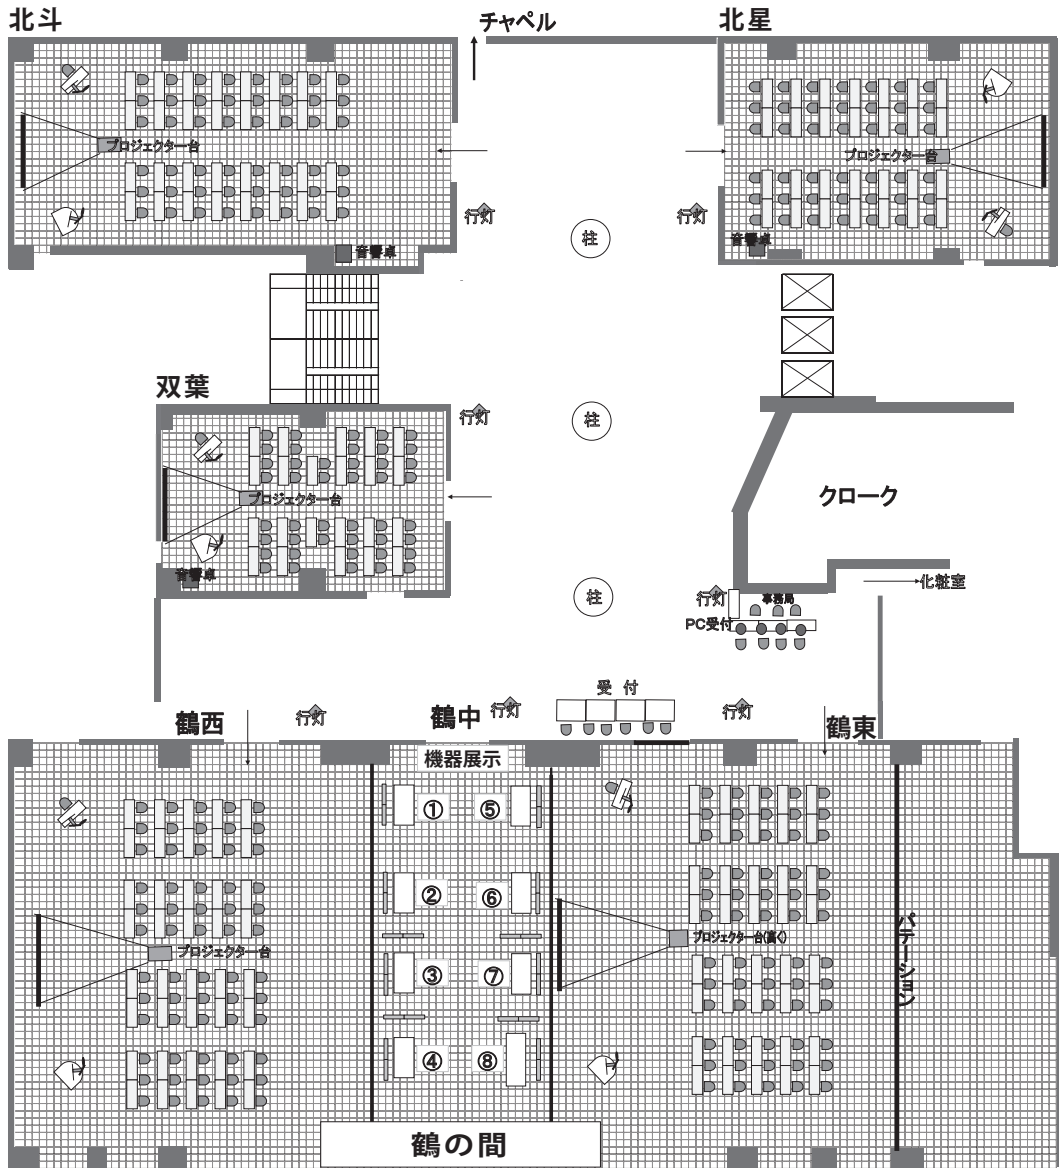 北斗
チャペル
北星
プロジェクター台
プロジェクター台
行灯
行灯
柱
音響卓
音響卓
双葉
行灯
柱
クローク
プロジェクター台
音響卓
化粧室
柱
行灯
事務局
PC受付
受 付
鶴西
行灯
鶴中
行灯
行灯
鶴東
機器展示
①
⑤
②
⑥
プロジェクター台
プロジェクター台(高く)
パテーション
③
⑦
④
⑧
鶴の間